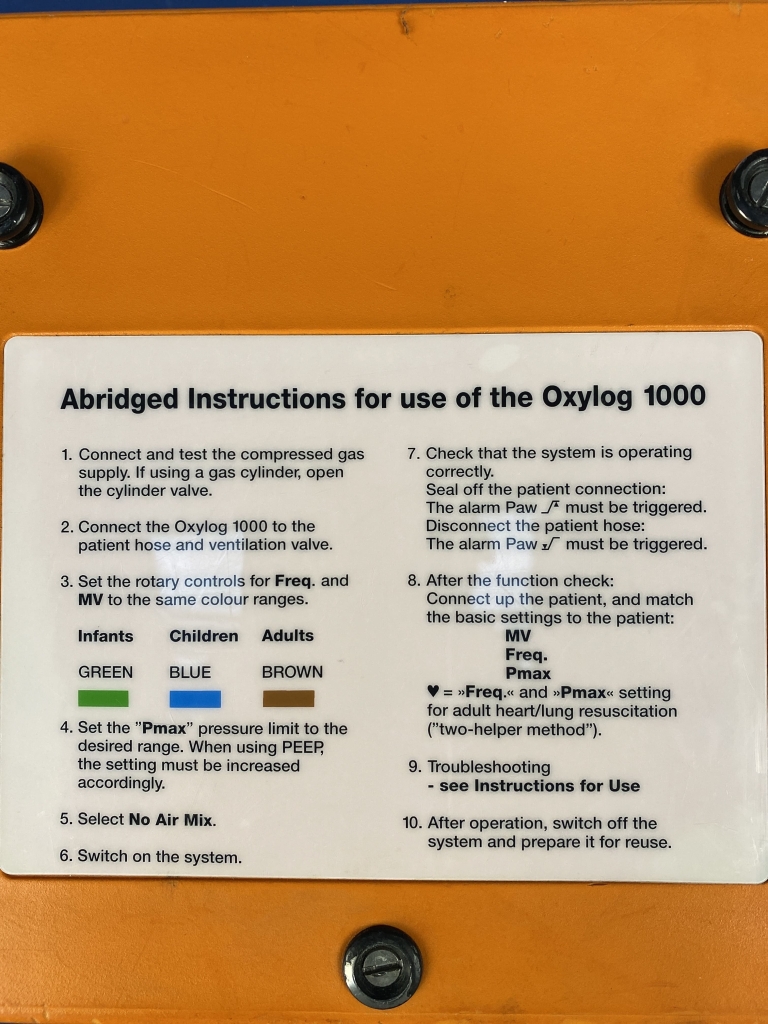 Abridged Instructions for use of the Oxylog 1000
1. Connect and test the compressed gas
supply. If using a gas cylinder, open
the cylinder valve.
2. Connect the Oxylog 1000 to the
patient hose and ventilation valve.
3. Set the rotary controls for Freq. and
MV to the same colour ranges.
Infants Children Adults
GREEN BLUE BROWN
4. Set the ”Pmax” pressure limit to the
desired range. When using PEEP,
the setting must be increased
accordingly.
5. Select No Air Mix.
6. Switch on the system.
7. Check that the system is operating
correctly.
Seal off the patient connection:
The alarm Paw must be triggered.
Disconnect the patient hose:
The alarm Paw must be triggered.
8. After the function check:
Connect up the patient, and match
the basic settings to the patient:
MV
Freq.
Pmax
♥ = »Freq.« and »Pmax« setting
for adult heart/lung resuscitation
(”two-helper method”).
9. Troubleshooting
- see Instructions for Use
10. After operation, switch off the
system and prepare it for reuse.